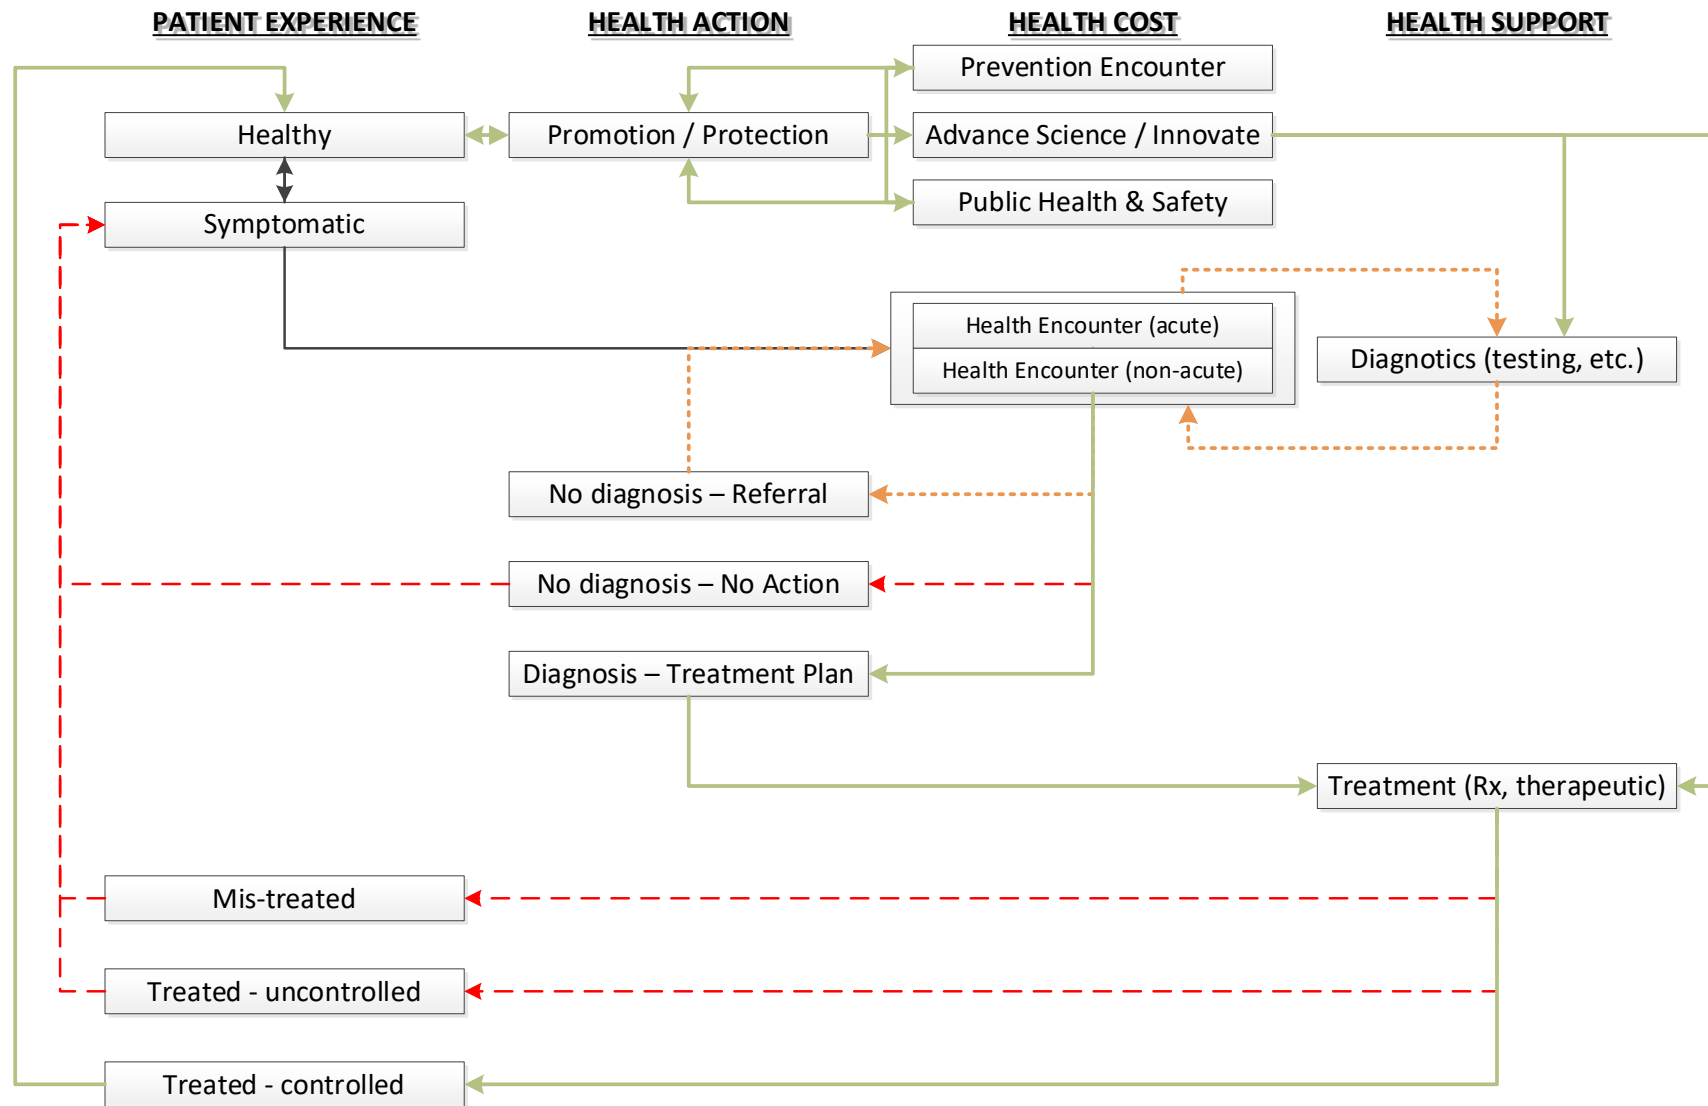 PATIENT EXPERIENCE
HEALTH ACTION
HEALTH COST
HEALTH SUPPORT
Prevention Encounter
Healthy
Promotion / Protection
Advance Science / Innovate
Symptomatic
Public Health & Safety
Health Encounter (acute)
Health Encounter (non-acute)
Diagnotics (testing, etc.)
No diagnosis – Referral
No diagnosis – No Action
Diagnosis – Treatment Plan
Treatment (Rx, therapeutic)
Mis-treated
Treated - uncontrolled
Treated - controlled